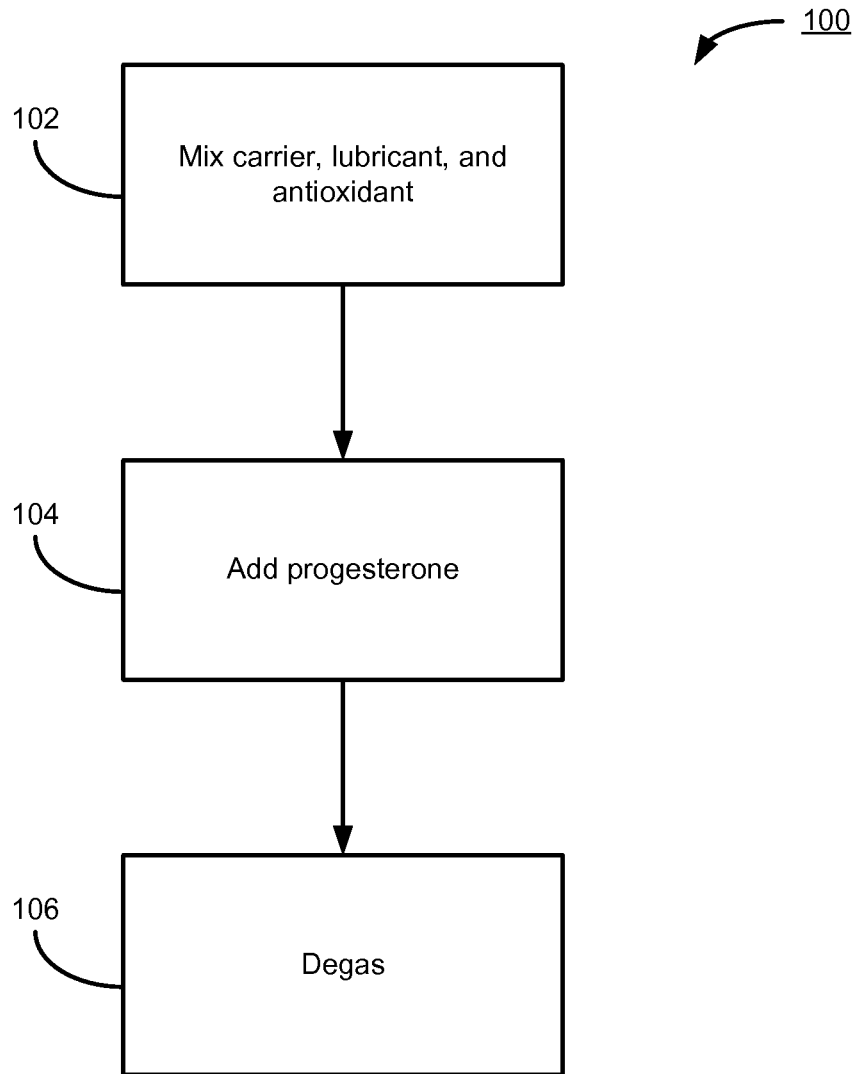 100
102
Mix carrier, lubricant, and
antioxidant
104
Add progesterone
106
Degas